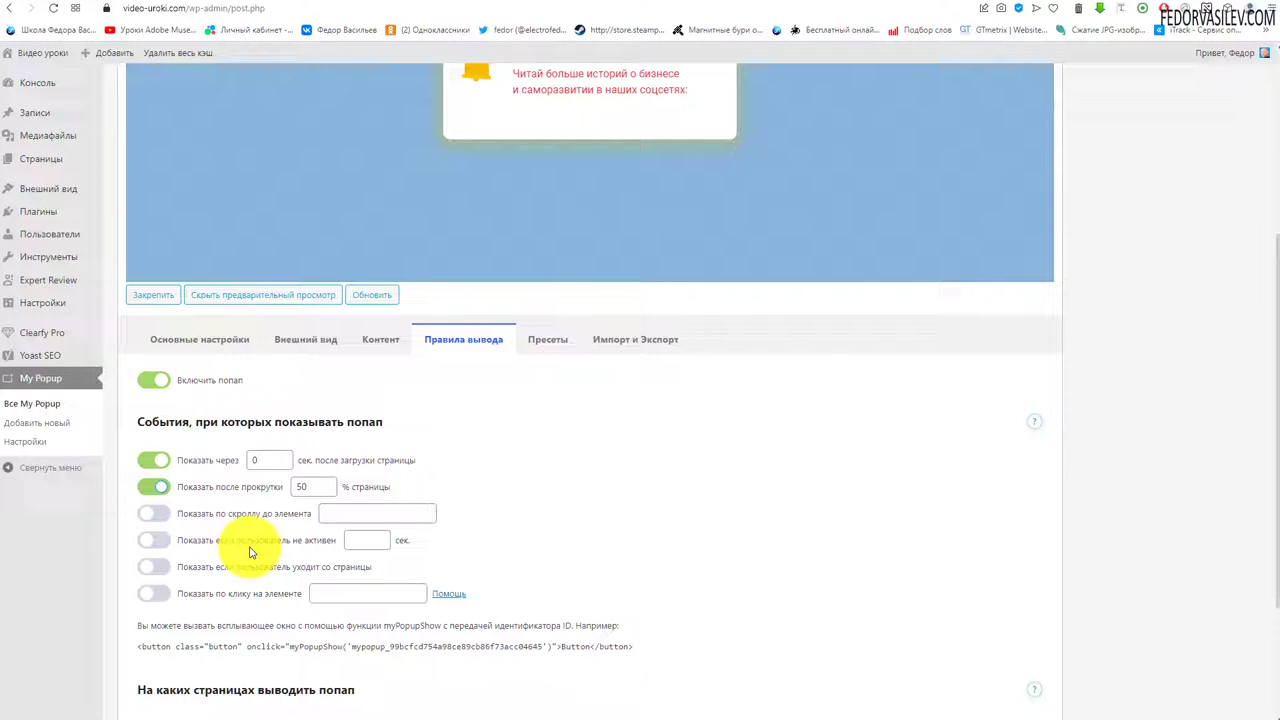 video-uroki.com/wp-admin/post.php
FEDORVASILEV.COM
Школа Федора Вас...
Уроки Adobe Muse...
Личный кабинет -...
Федор Васильев
(2) Одноклассники
fedor (@electrofed...
http://store.steamp...
Магнитные бури о...
Бесплатный онлай...
Подбор слов
GTmetrix | Website...
Сжатие JPG-изобр...
iTrack - Сервис оп...
Видео уроки
Добавить
Удалить весь кэш
Привет, Федор
Консоль
Записи
Медиафайлы
Страницы
Внешний вид
Плагины
Пользователи
Инструменты
Expert Review
Настройки
Clearfy Pro
Yoast SEO
My Popup
Все My Popup
Добавить новый
Настройки
Свернуть меню
Читай больше историй о бизнесе
и саморазвитии в наших соцсетях:
Закрепить
Скрыть предварительный просмотр
Обновить
Основные настройки
Внешний вид
Контент
Правила вывода
Пресеты
Импорт и Экспорт
Включить попап
События, при которых показывать попап
?
Показать через 0 сек. после загрузки страницы
Показать после прокрутки 50 % страницы
Показать по скроллу до элемента
Показать если пользователь не активен сек.
Показать если пользователь уходит со страницы
Показать по клику на элементе Помощь
Вы можете вызвать всплывающее окно с помощью функции myPopupShow с передачей идентификатора ID. Например:
<button class="button" onclick="myPopupShow('mypopup_99bcfcd754a98ce89cb86f73acc04645')">Button</button>
На каких страницах выводить попап
?